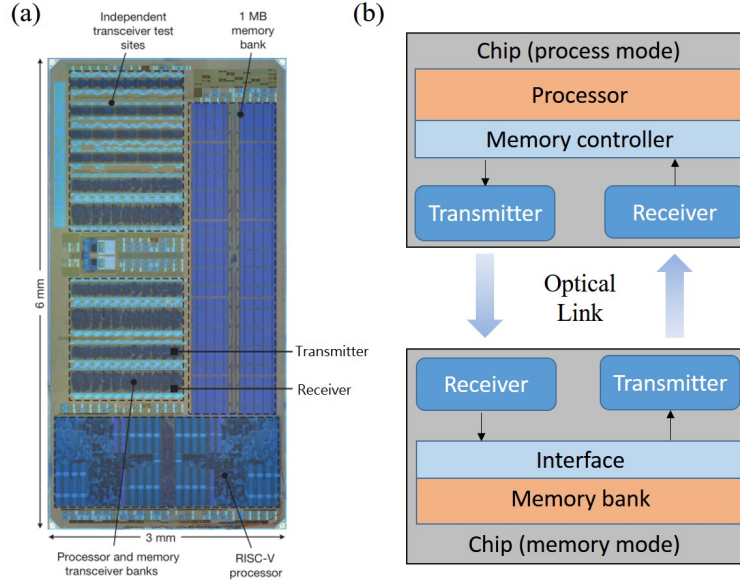 (a)
Independent
transceiver test
sites
1 MB
memory
bank
6 mm
Transmitter
Receiver
3 mm
Processor and memory
transceiver banks
RISC-V
processor
(b)
Chip (process mode)
Processor
Memory controller
Transmitter
Receiver
Optical
Link
Receiver
Transmitter
Interface
Memory bank
Chip (memory mode)